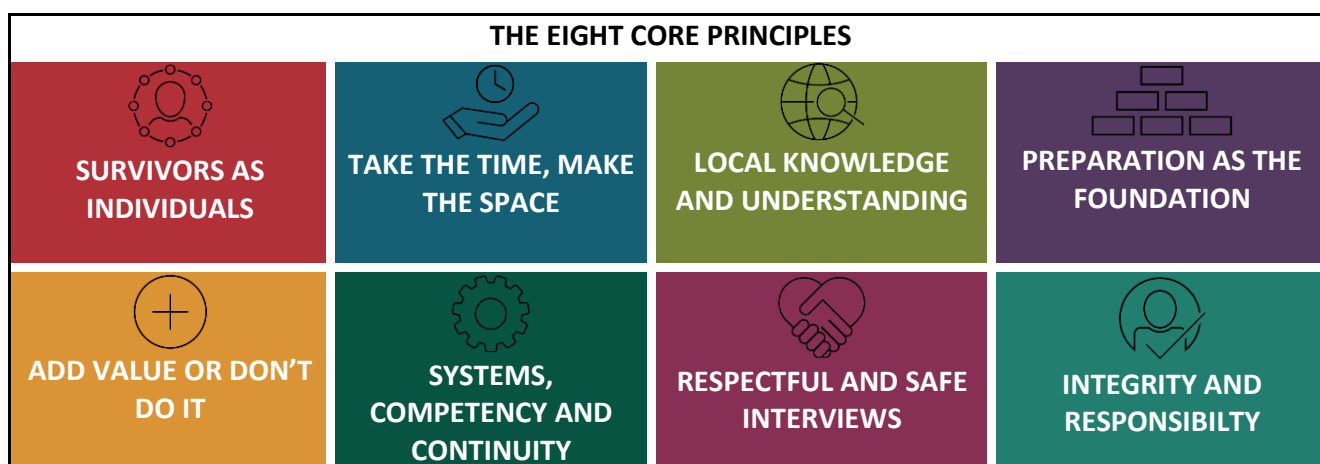 THE EIGHT CORE PRINCIPLES
SURVIVORS AS
INDIVIDUALS
TAKE THE TIME, MAKE
THE SPACE
LOCAL KNOWLEDGE
AND UNDERSTANDING
PREPARATION AS THE
FOUNDATION
ADD VALUE OR DON’T
DO IT
SYSTEMS,
COMPETENCY AND
CONTINUITY
RESPECTFUL AND SAFE
INTERVIEWS
INTEGRITY AND
RESPONSIBILTY